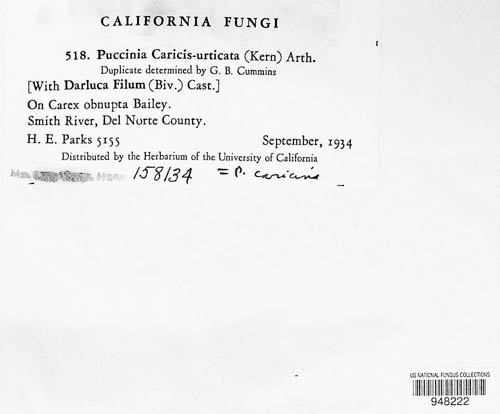 CALIFORNIA FUNGI
518. Puccinia Caricis-urticata (Kern) Arth.
Duplicate determined by G. B. Cummins
[With Darluca Filum (Biv.) Cast.]
On Carex obnupta Bailey.
Smith River, Del Norte County.
H. E. Parks 5155 September, 1934
Distributed by the Herbarium of the University of California
158134 = P. caricina
US NATIONAL FUNGUS COLLECTIONS
948222